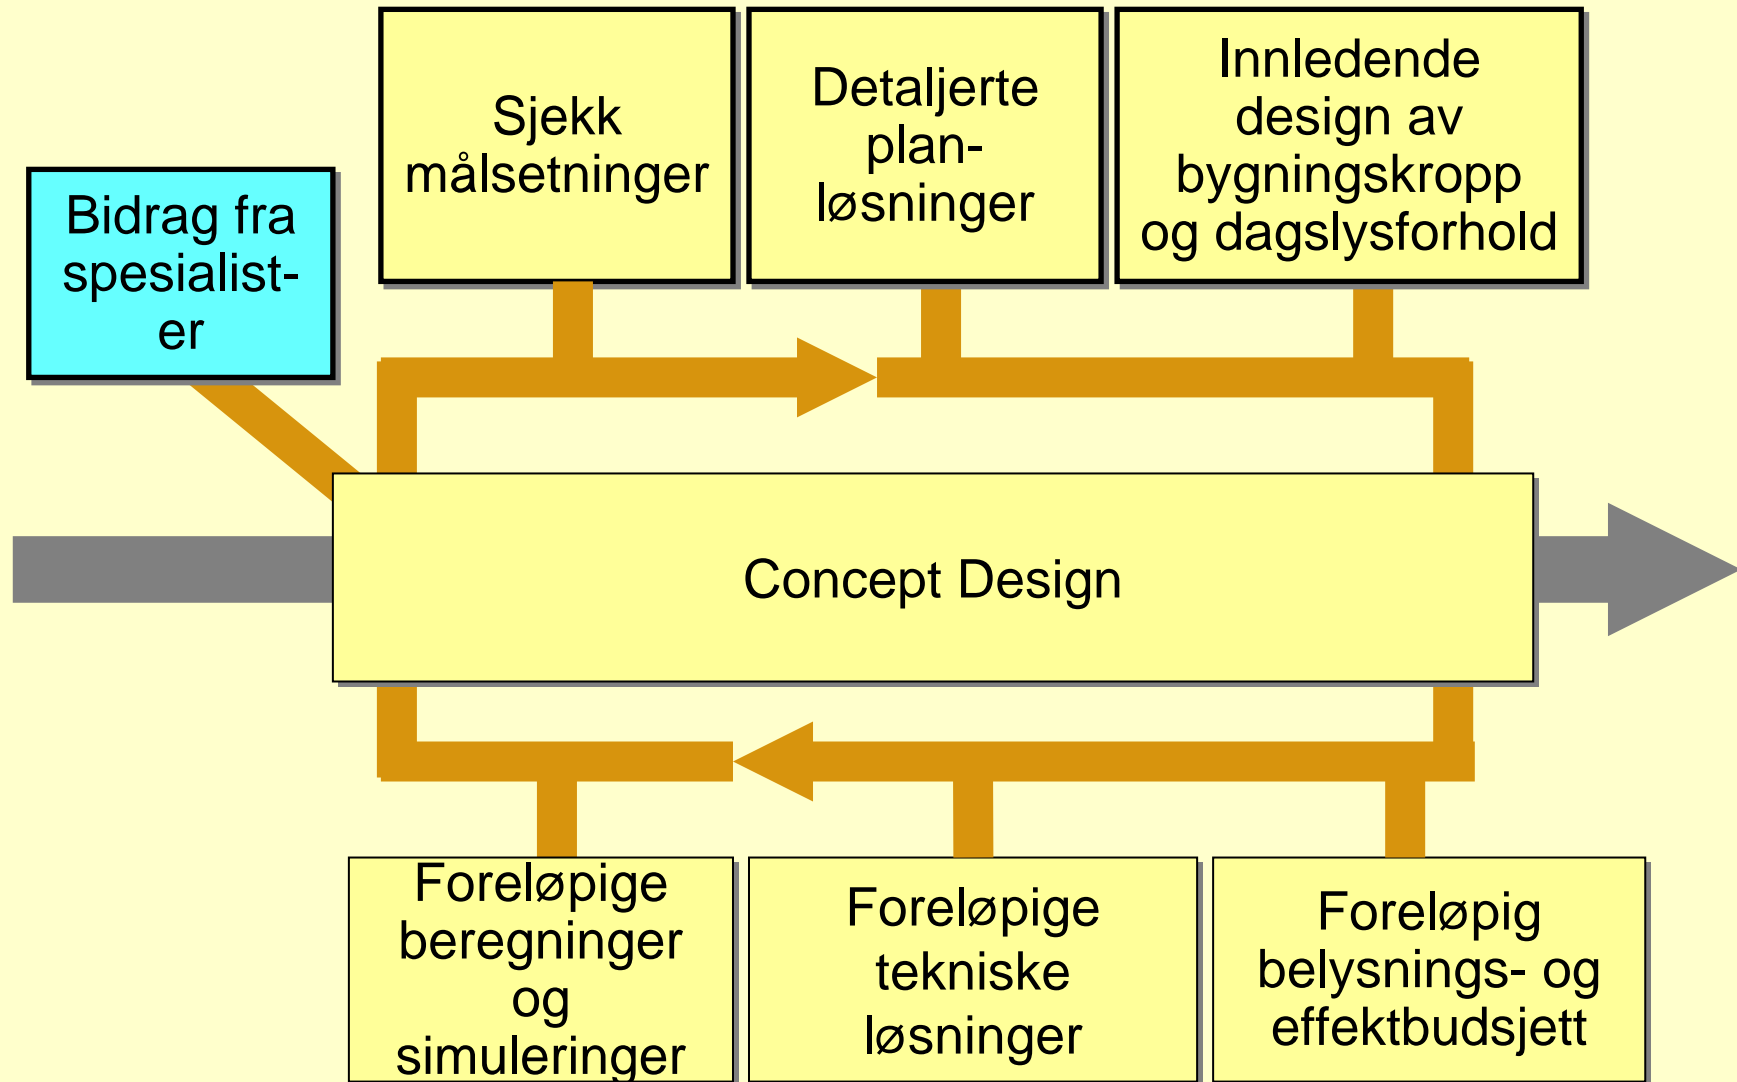 Sjekk
målsetninger
Detaljerte
plan-
løsninger
Innledende
design av
bygningskropp
og dagslysforhold
Bidrag fra
spesialist-
er
Concept Design
Foreløpige
beregninger
og
simuleringer
Foreløpige
tekniske
løsninger
Foreløpig
belysnings- og
effektbudsjett